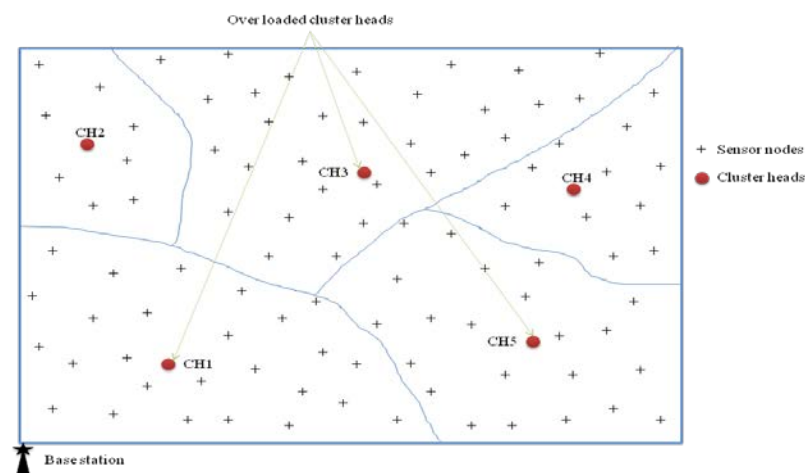 Over loaded cluster heads
CH2
CH3
CH4
Sensor nodes
Cluster heads
CH5
CH1
Base station